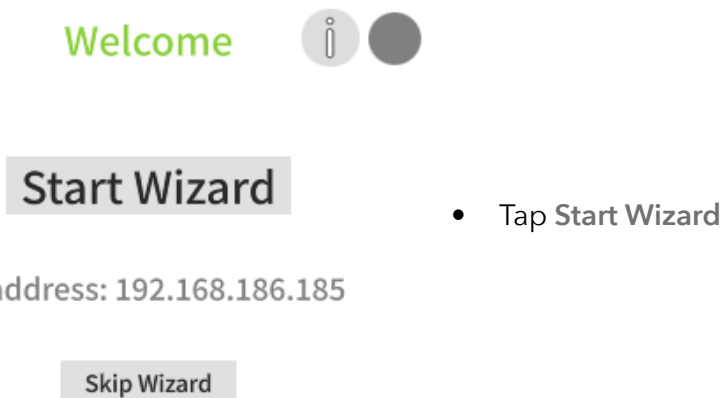 Welcome
i
Start Wizard
• Tap Start Wizard
address: 192.168.186.185
Skip Wizard